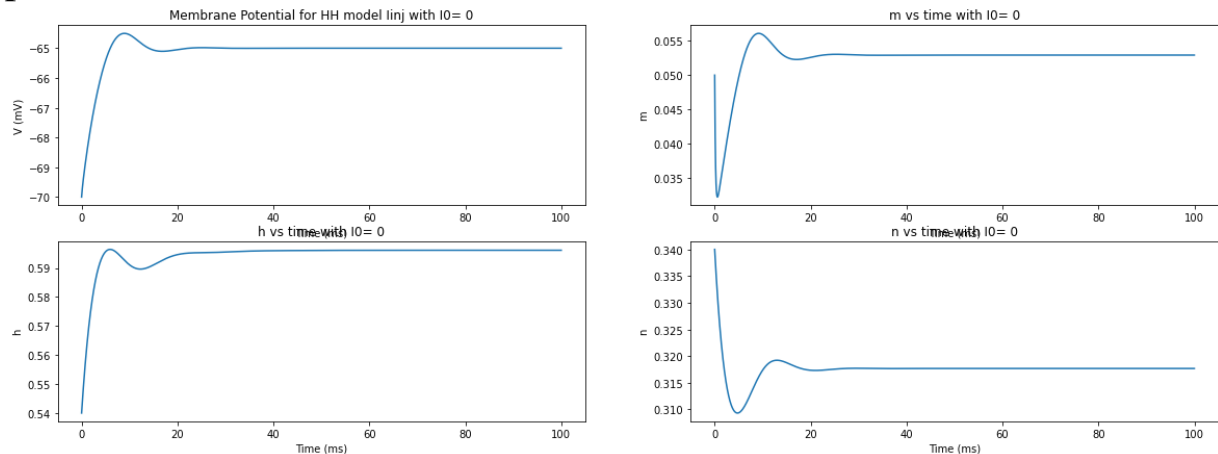 Membrane Potential for HH model Iinj with I0= 0
−65
−66
−67
−68
−69
−70
V (mV)
0 20 40 60 80 100
Time (ms)
m vs time with I0= 0
0.055
0.050
0.045
0.040
0.035
m
0 20 40 60 80 100
Time (ms)
h vs time with I0= 0
0.59
0.58
0.57
0.56
0.55
0.54
h
0 20 40 60 80 100
Time (ms)
n vs time with I0= 0
0.340
0.335
0.330
0.325
0.320
0.315
0.310
n
0 20 40 60 80 100
Time (ms)